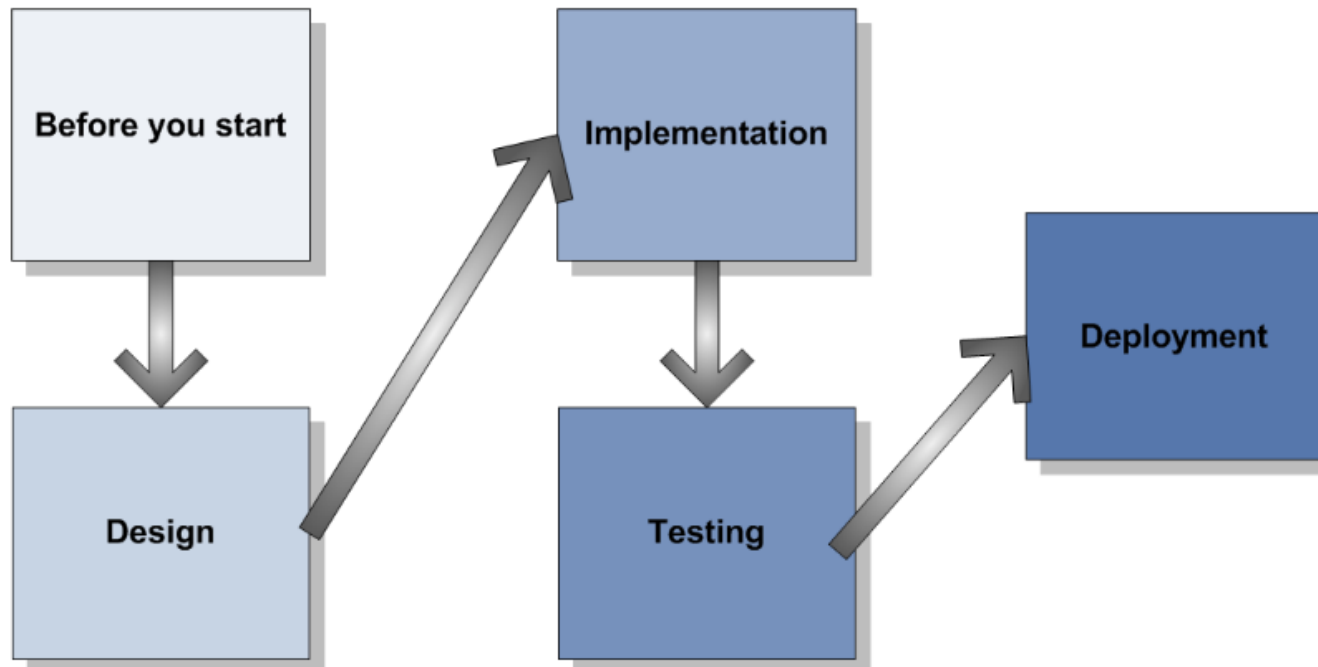 Before you start
Design
Implementation
Testing
Deployment